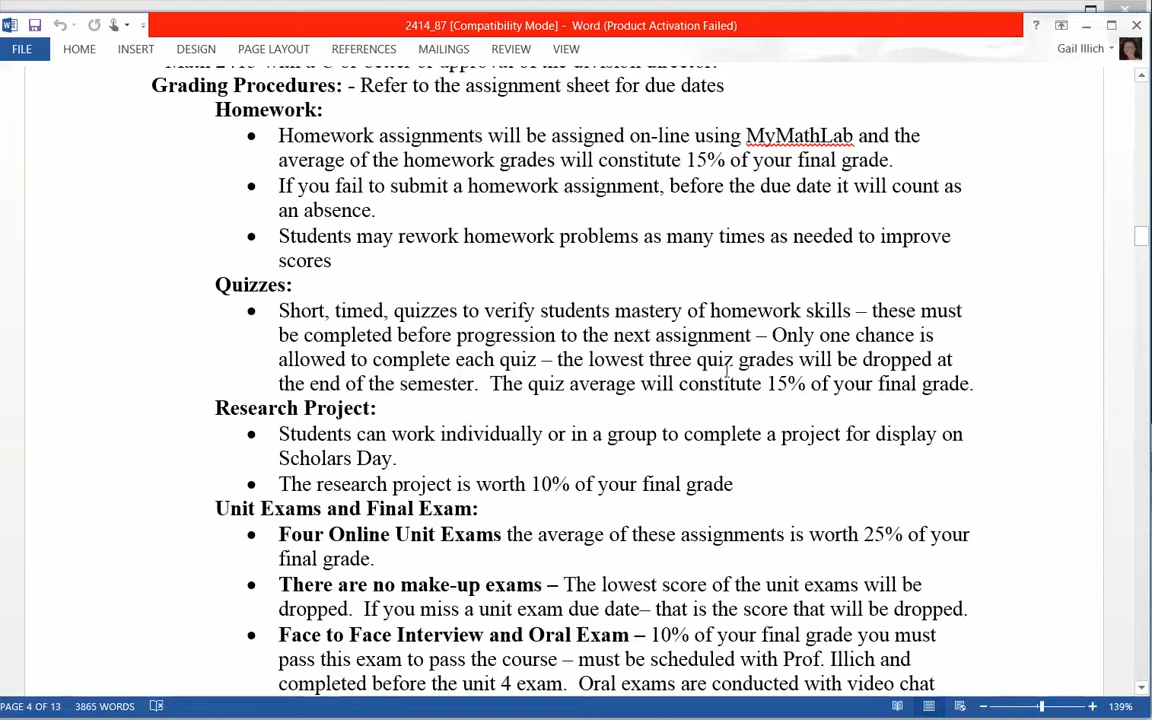 2414_87 [Compatibility Mode] - Word (Product Activation Failed)
FILE HOME INSERT DESIGN PAGE LAYOUT REFERENCES MAILINGS REVIEW VIEW Gail Illich
Math 2413 with a C or better or approval of the division director.
Grading Procedures: - Refer to the assignment sheet for due dates
Homework:
• Homework assignments will be assigned on-line using MyMathLab and the
average of the homework grades will constitute 15% of your final grade.
• If you fail to submit a homework assignment, before the due date it will count as
an absence.
• Students may rework homework problems as many times as needed to improve
scores
Quizzes:
• Short, timed, quizzes to verify students mastery of homework skills – these must
be completed before progression to the next assignment – Only one chance is
allowed to complete each quiz – the lowest three quiz grades will be dropped at
the end of the semester. The quiz average will constitute 15% of your final grade.
Research Project:
• Students can work individually or in a group to complete a project for display on
Scholars Day.
• The research project is worth 10% of your final grade
Unit Exams and Final Exam:
• Four Online Unit Exams the average of these assignments is worth 25% of your
final grade.
• There are no make-up exams – The lowest score of the unit exams will be
dropped. If you miss a unit exam due date– that is the score that will be dropped.
• Face to Face Interview and Oral Exam – 10% of your final grade you must
pass this exam to pass the course – must be scheduled with Prof. Illich and
completed before the unit 4 exam. Oral exams are conducted with video chat
PAGE 4 OF 13 3865 WORDS 139%